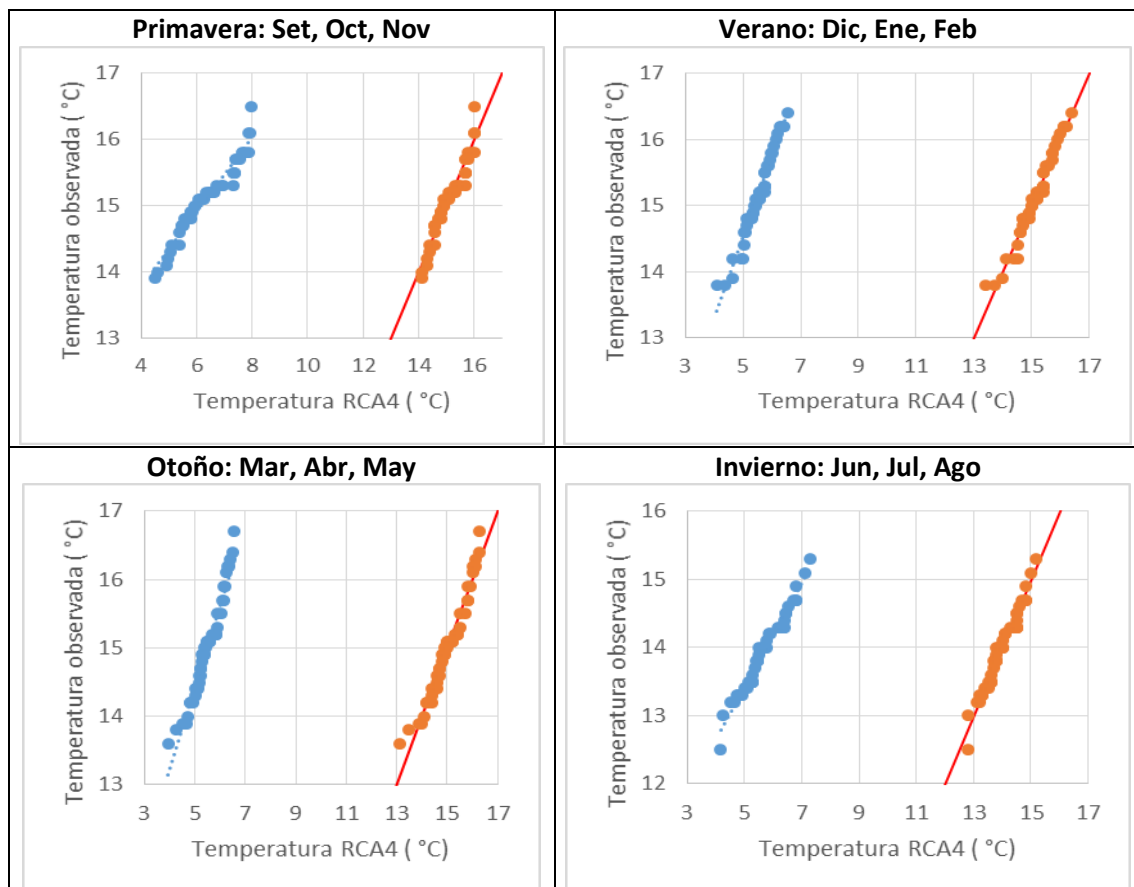 Primavera: Set, Oct, Nov
Temperatura observada ( °C)
17
16
15
14
13
4 6 8 10 12 14 16
Temperatura RCA4 ( °C)
Verano: Dic, Ene, Feb
Temperatura observada ( °C)
17
16
15
14
13
3 5 7 9 11 13 15 17
Temperatura RCA4 ( °C)
Otoño: Mar, Abr, May
Temperatura observada ( °C)
17
16
15
14
13
3 5 7 9 11 13 15 17
Temperatura RCA4 ( °C)
Invierno: Jun, Jul, Ago
Temperatura observada ( °C)
16
15
14
13
12
3 5 7 9 11 13 15 17
Temperatura RCA4 ( °C)